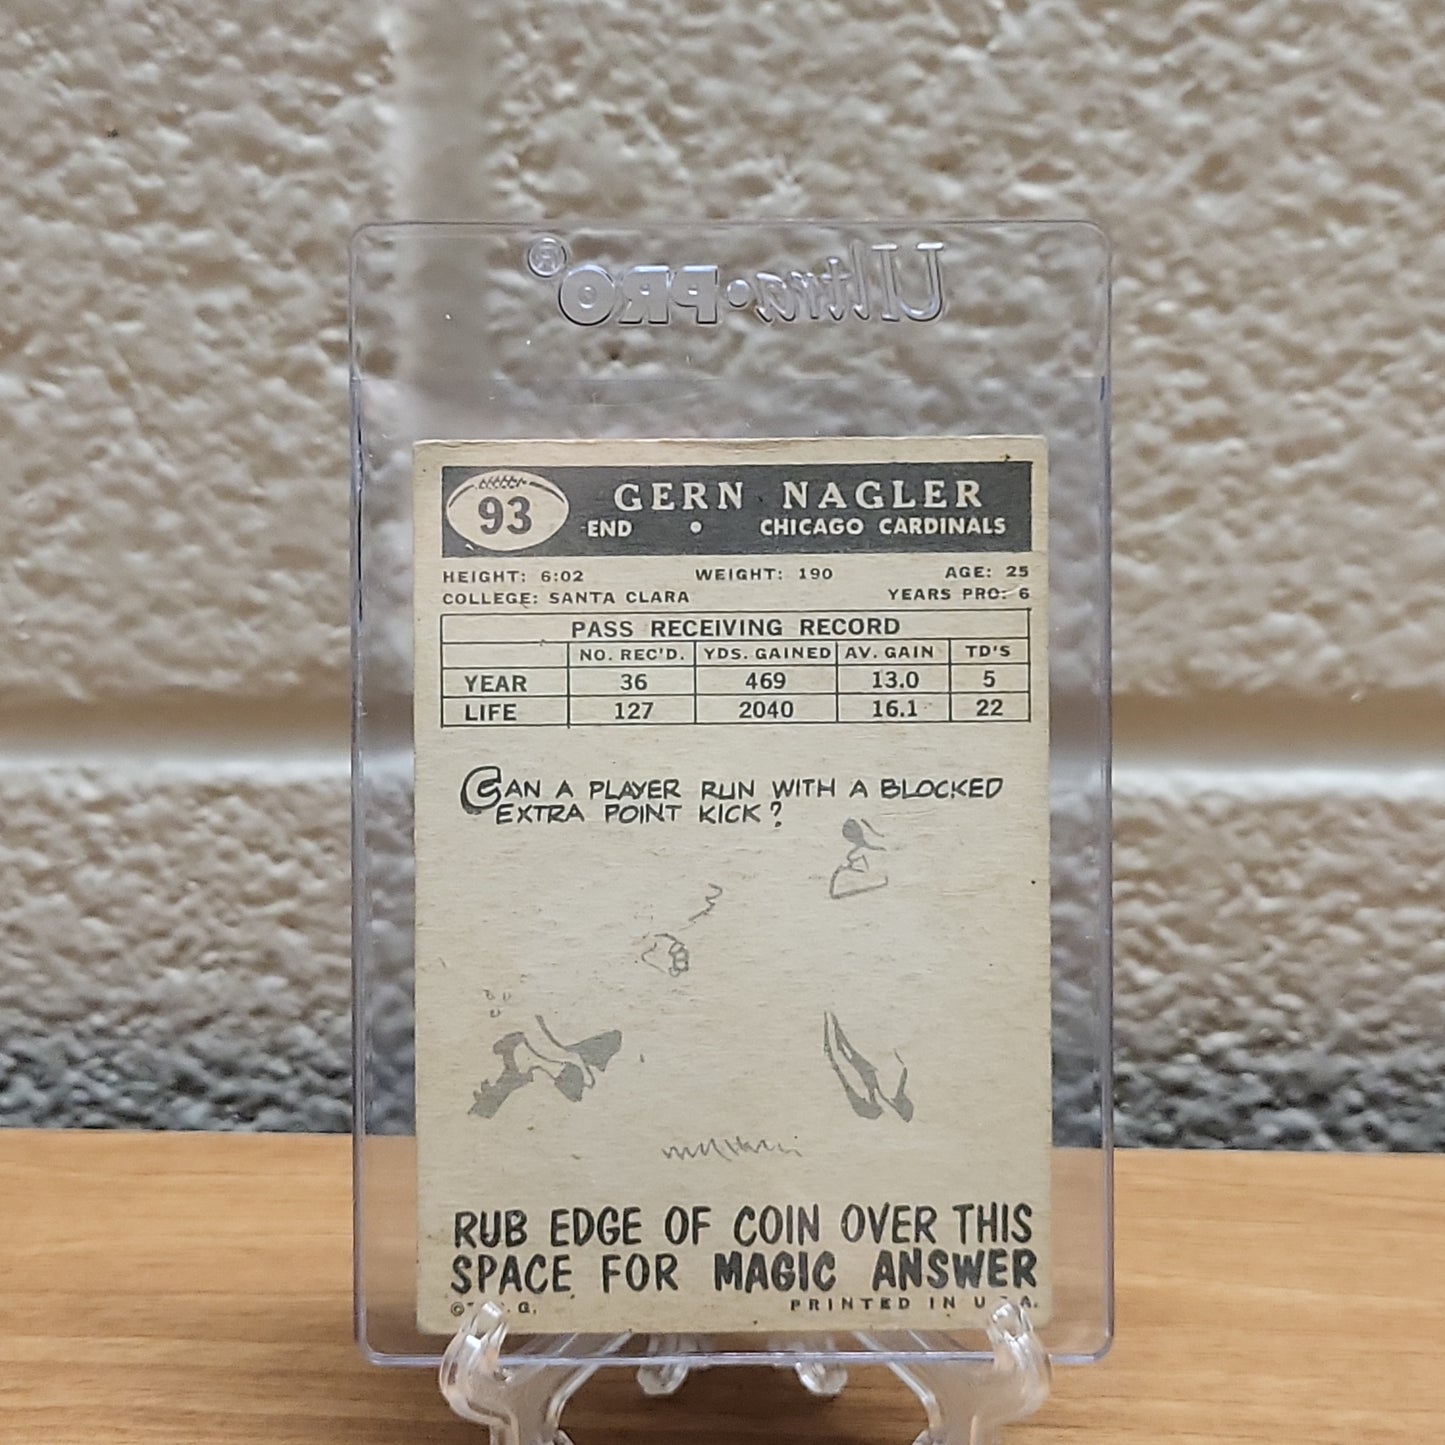 Ultra•PRO®
93
GERN NAGLER
END • CHICAGO CARDINALS
HEIGHT: 6:02 WEIGHT: 190 AGE: 25
COLLEGE: SANTA CLARA YEARS PRO: 6
PASS RECEIVING RECORD
NO. REC'D. YDS. GAINED AV. GAIN TD'S
YEAR 36 469 13.0 5
LIFE 127 2040 16.1 22
CAN A PLAYER RUN WITH A BLOCKED
EXTRA POINT KICK?
RUB EDGE OF COIN OVER THIS
SPACE FOR MAGIC ANSWER
© G. PRINTED IN U.S.A.